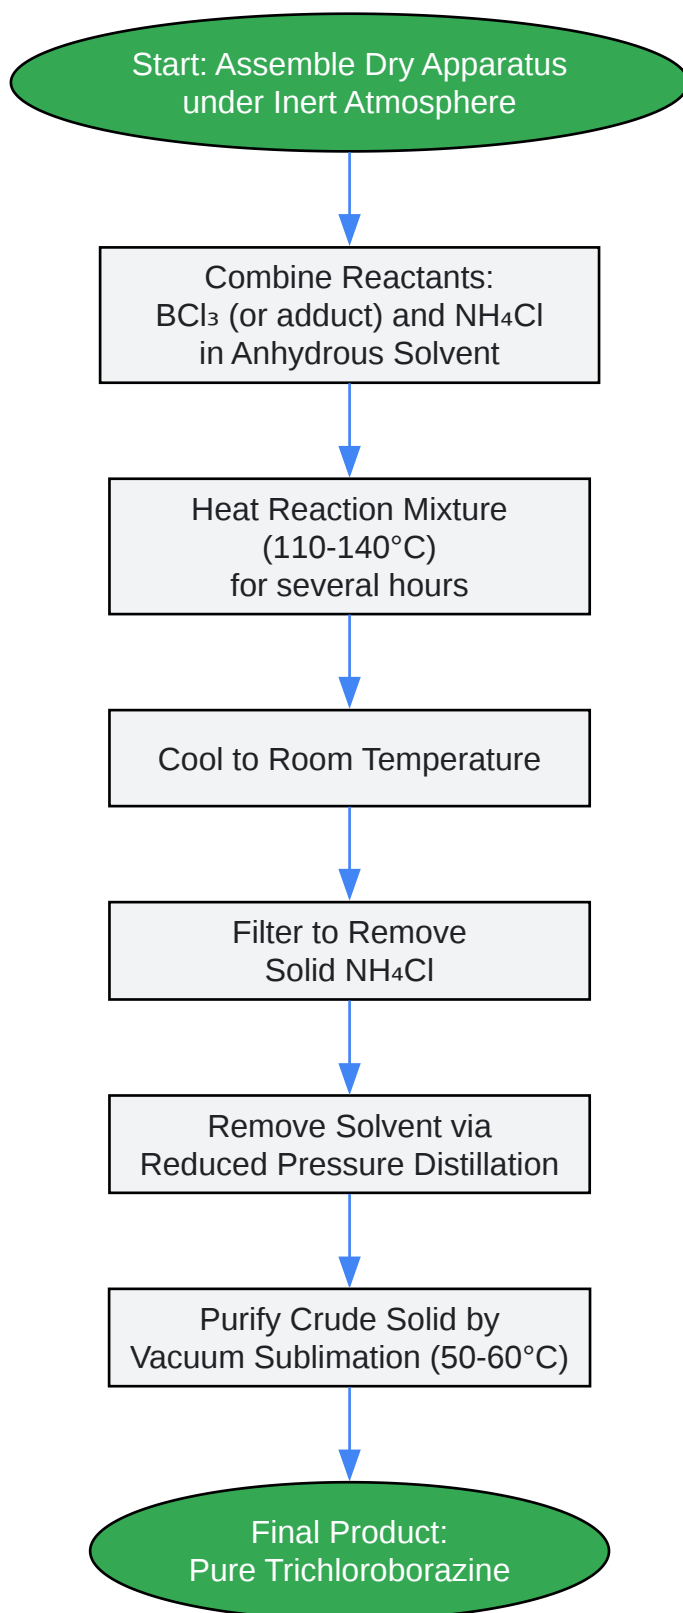 Start: Assemble Dry Apparatus
under Inert Atmosphere
Combine Reactants:
BCl₃ (or adduct) and NH₄Cl
in Anhydrous Solvent
Heat Reaction Mixture
(110-140°C)
for several hours
Cool to Room Temperature
Filter to Remove
Solid NH₄Cl
Remove Solvent via
Reduced Pressure Distillation
Purify Crude Solid by
Vacuum Sublimation (50-60°C)
Final Product:
Pure Trichloroborazine